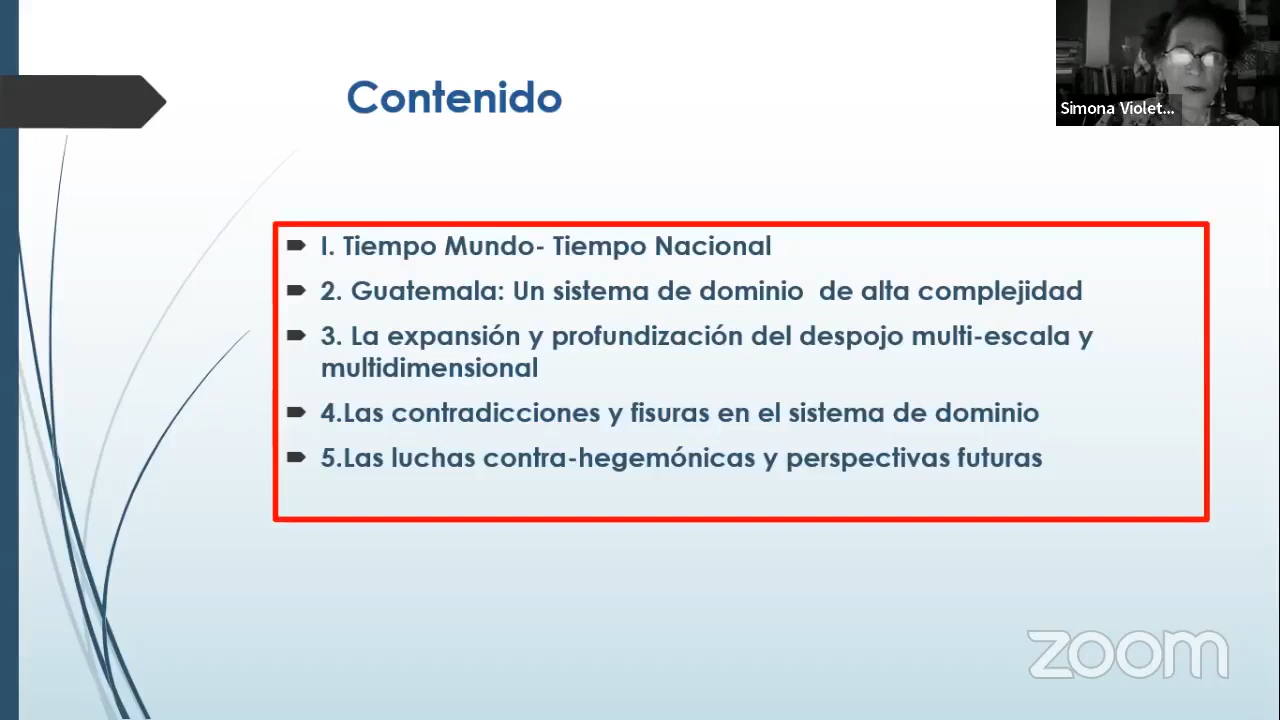 Contenido
Simona Violet...
I. Tiempo Mundo- Tiempo Nacional
2. Guatemala: Un sistema de dominio  de alta complejidad
3. La expansión y profundización del despojo multi-escala y
multidimensional
4.Las contradicciones y fisuras en el sistema de dominio
5.Las luchas contra-hegemónicas y perspectivas futuras
zoom